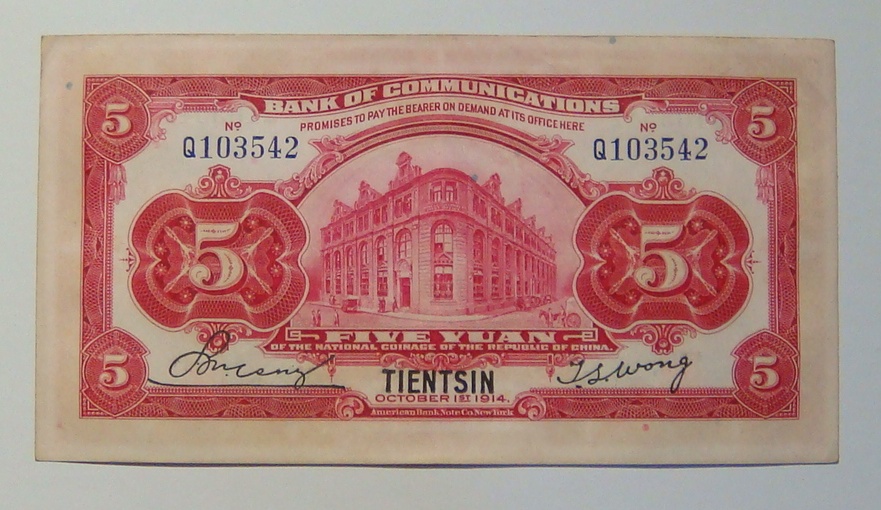 BANK OF COMMUNICATIONS
PROMISES TO PAY THE BEARER ON DEMAND AT ITS OFFICE HERE
5 5
Nº Nº
Q103542 Q103542
5 5
FIVE YUAN
OF THE NATIONAL COINAGE OF THE REPUBLIC OF CHINA.
5 TIENTSIN T.S. Wong 5
OCTOBER 1ST 1914.
American Bank Note Co. New York